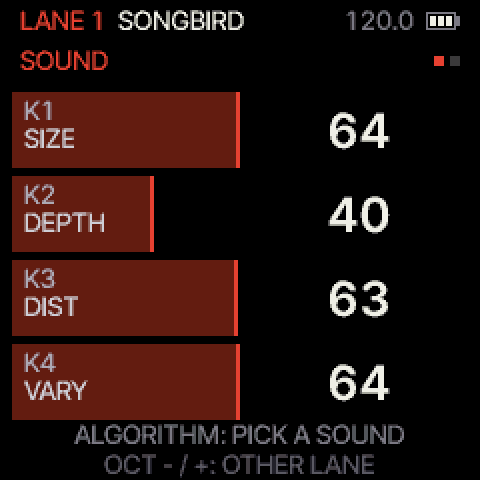 LANE 1 SONGBIRD 120.0
SOUND
K1
SIZE 64
K2
DEPTH 40
K3
DIST 63
K4
VARY 64
ALGORITHM: PICK A SOUND
OCT - / +: OTHER LANE